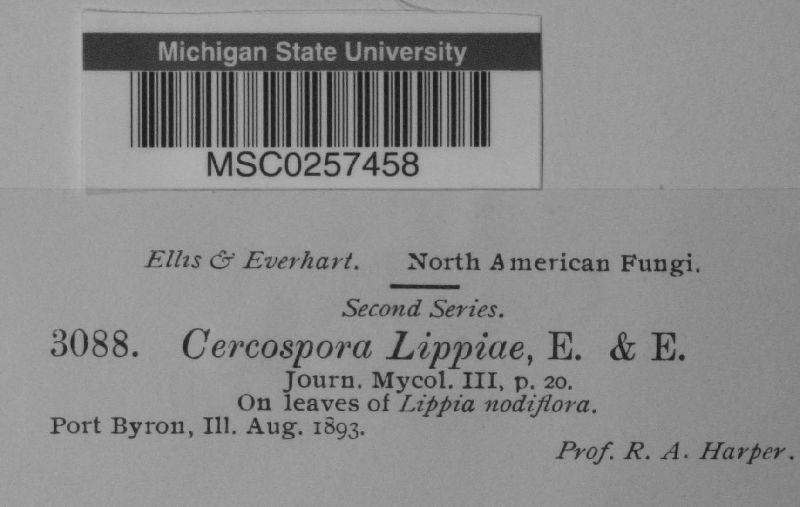 Michigan State University
MSC0257458
Ellis & Everhart. North American Fungi.
Second Series.
3088. Cercospora Lippiae, E. & E.
Journ. Mycol. III, p. 20.
On leaves of Lippia nodiflora.
Port Byron, Ill. Aug. 1893.
Prof. R. A. Harper.